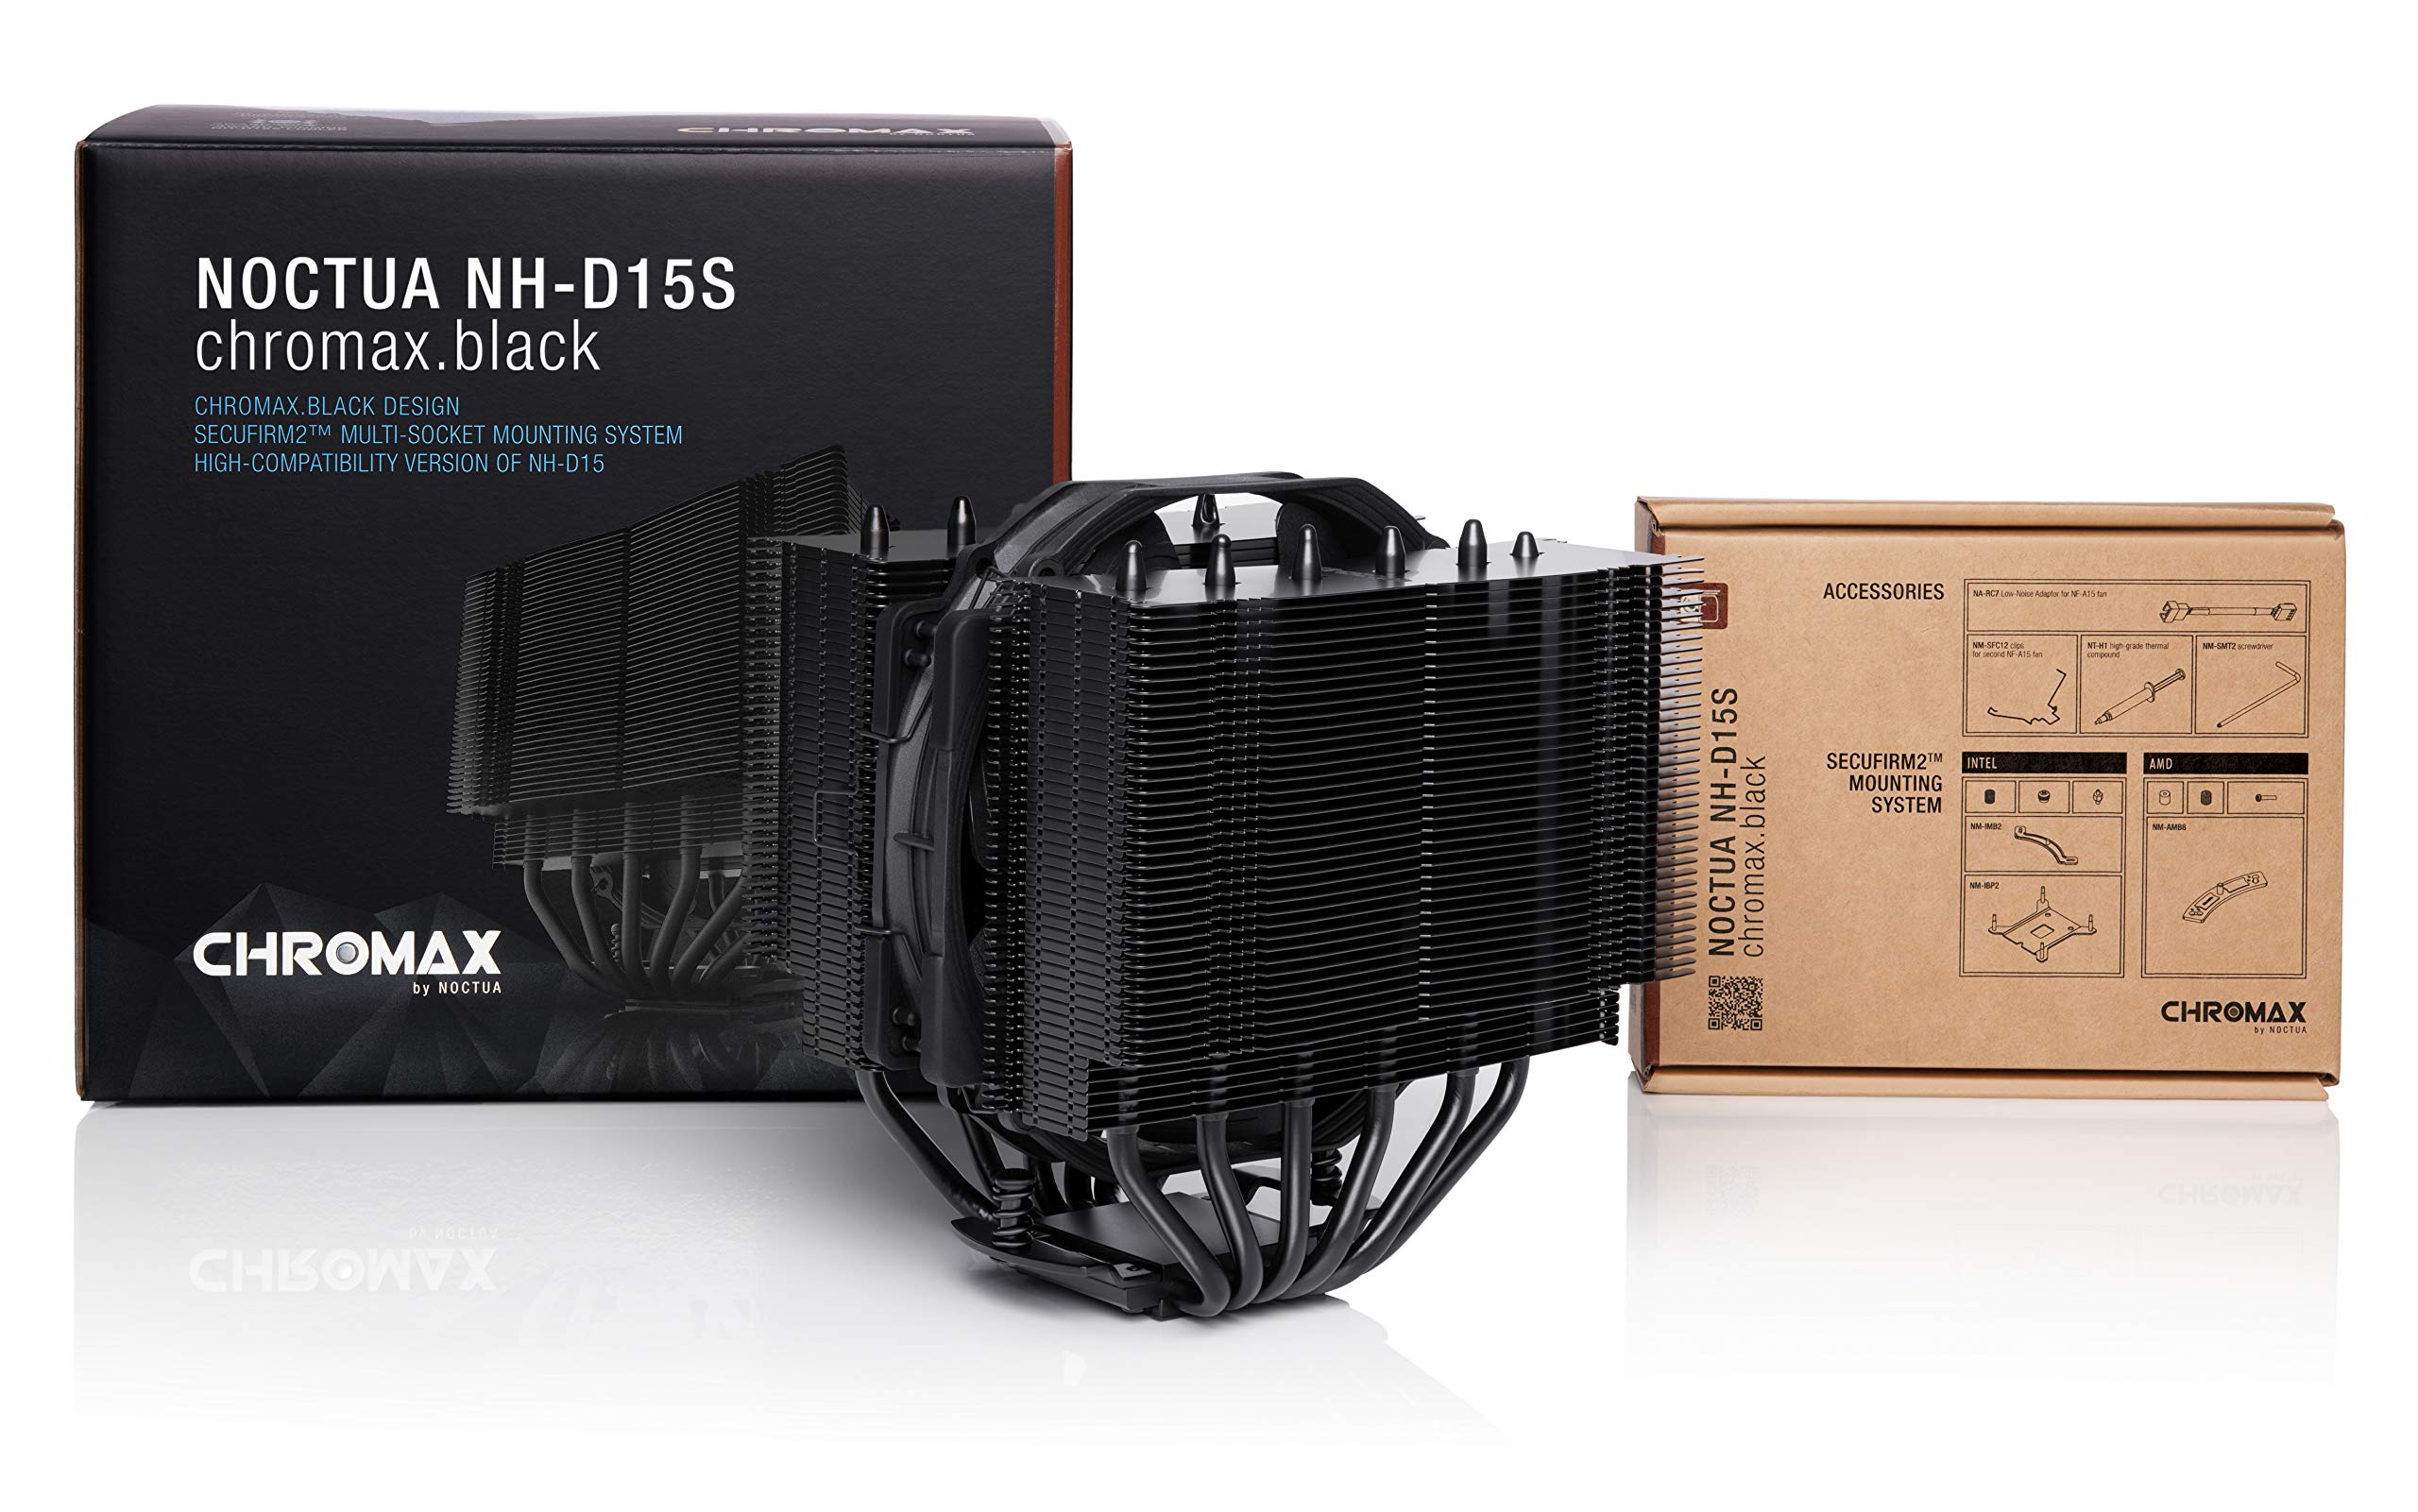 CHROMAX
NOCTUA NH-D15S
chromax.black
CHROMAX.BLACK DESIGN
SECUFIRM2™ MULTI-SOCKET MOUNTING SYSTEM
HIGH-COMPATIBILITY VERSION OF NH-D15
CHROMAX
by NOCTUA
NOCTUA NH-D15S
chromax.black
ACCESSORIES
NA-RC7 Low-Noise Adaptor for NF-A15 fan
NM-SFC12 clips
for second NF-A15 fan
NT-H1 high-grade thermal
compound
NM-SMT2 screwdriver
SECUFIRM2™
MOUNTING
SYSTEM
INTEL
NM-IMB2
NM-IBP2
AMD
NM-AMB8
CHROMAX
by NOCTUA